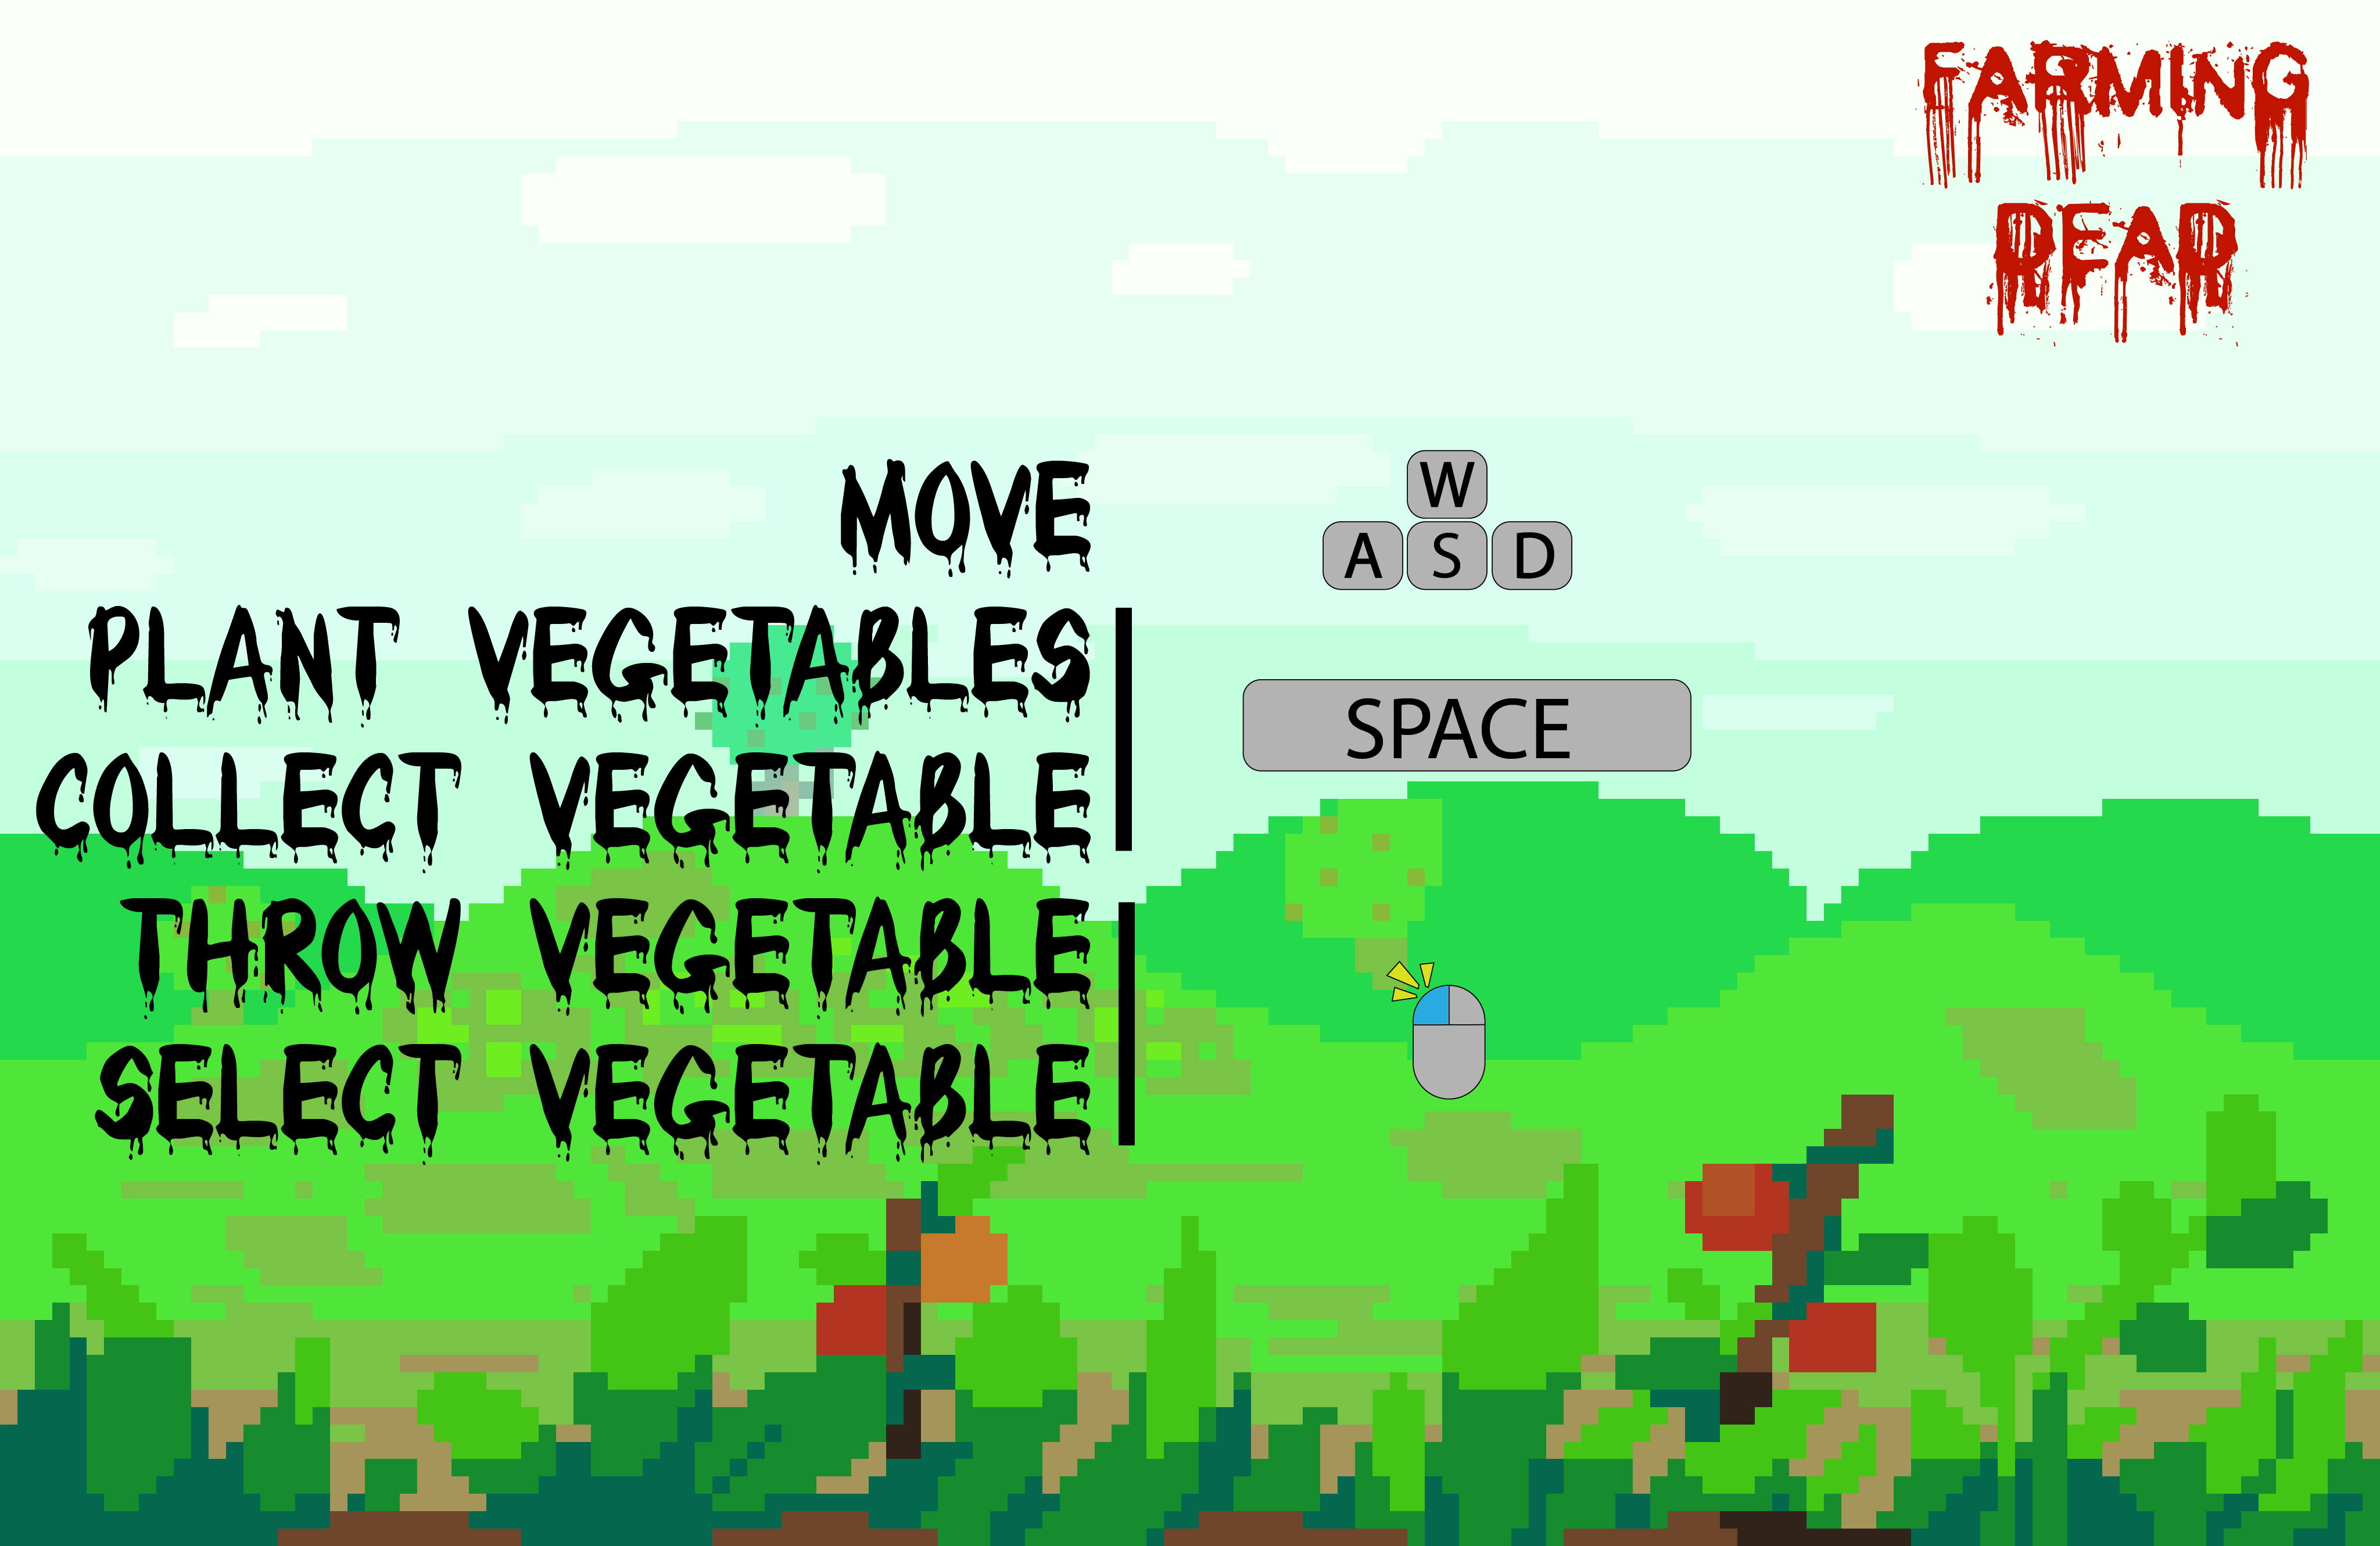 FARMING
DEAD
MOVE
W
A S D
PLANT VEGETABLES
SPACE
COLLECT VEGETABLE
THROW VEGETABLE
SELECT VEGETABLE